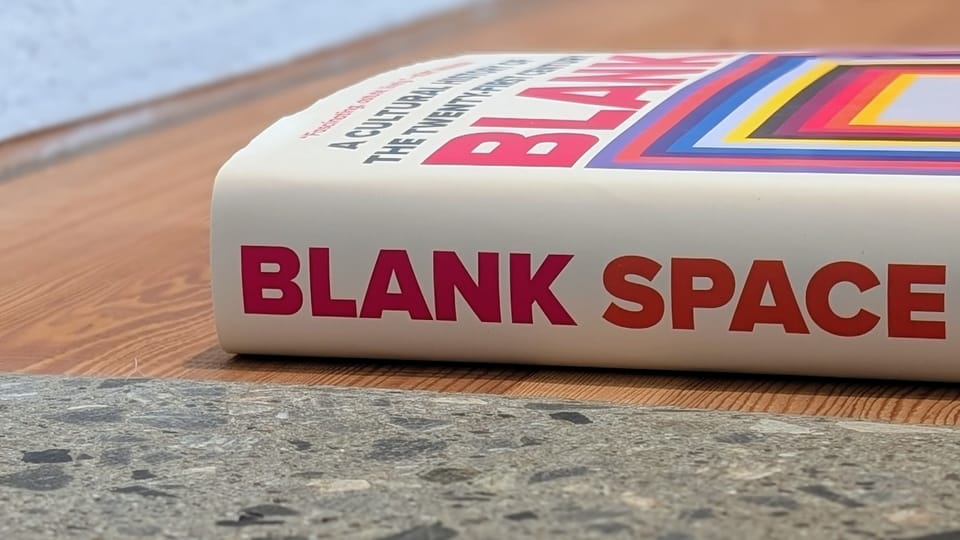 "Fascinating
A CULTURAL HISTORY OF
THE TWENTY-FIRST CENTURY
BLANK
BLANK SPACE